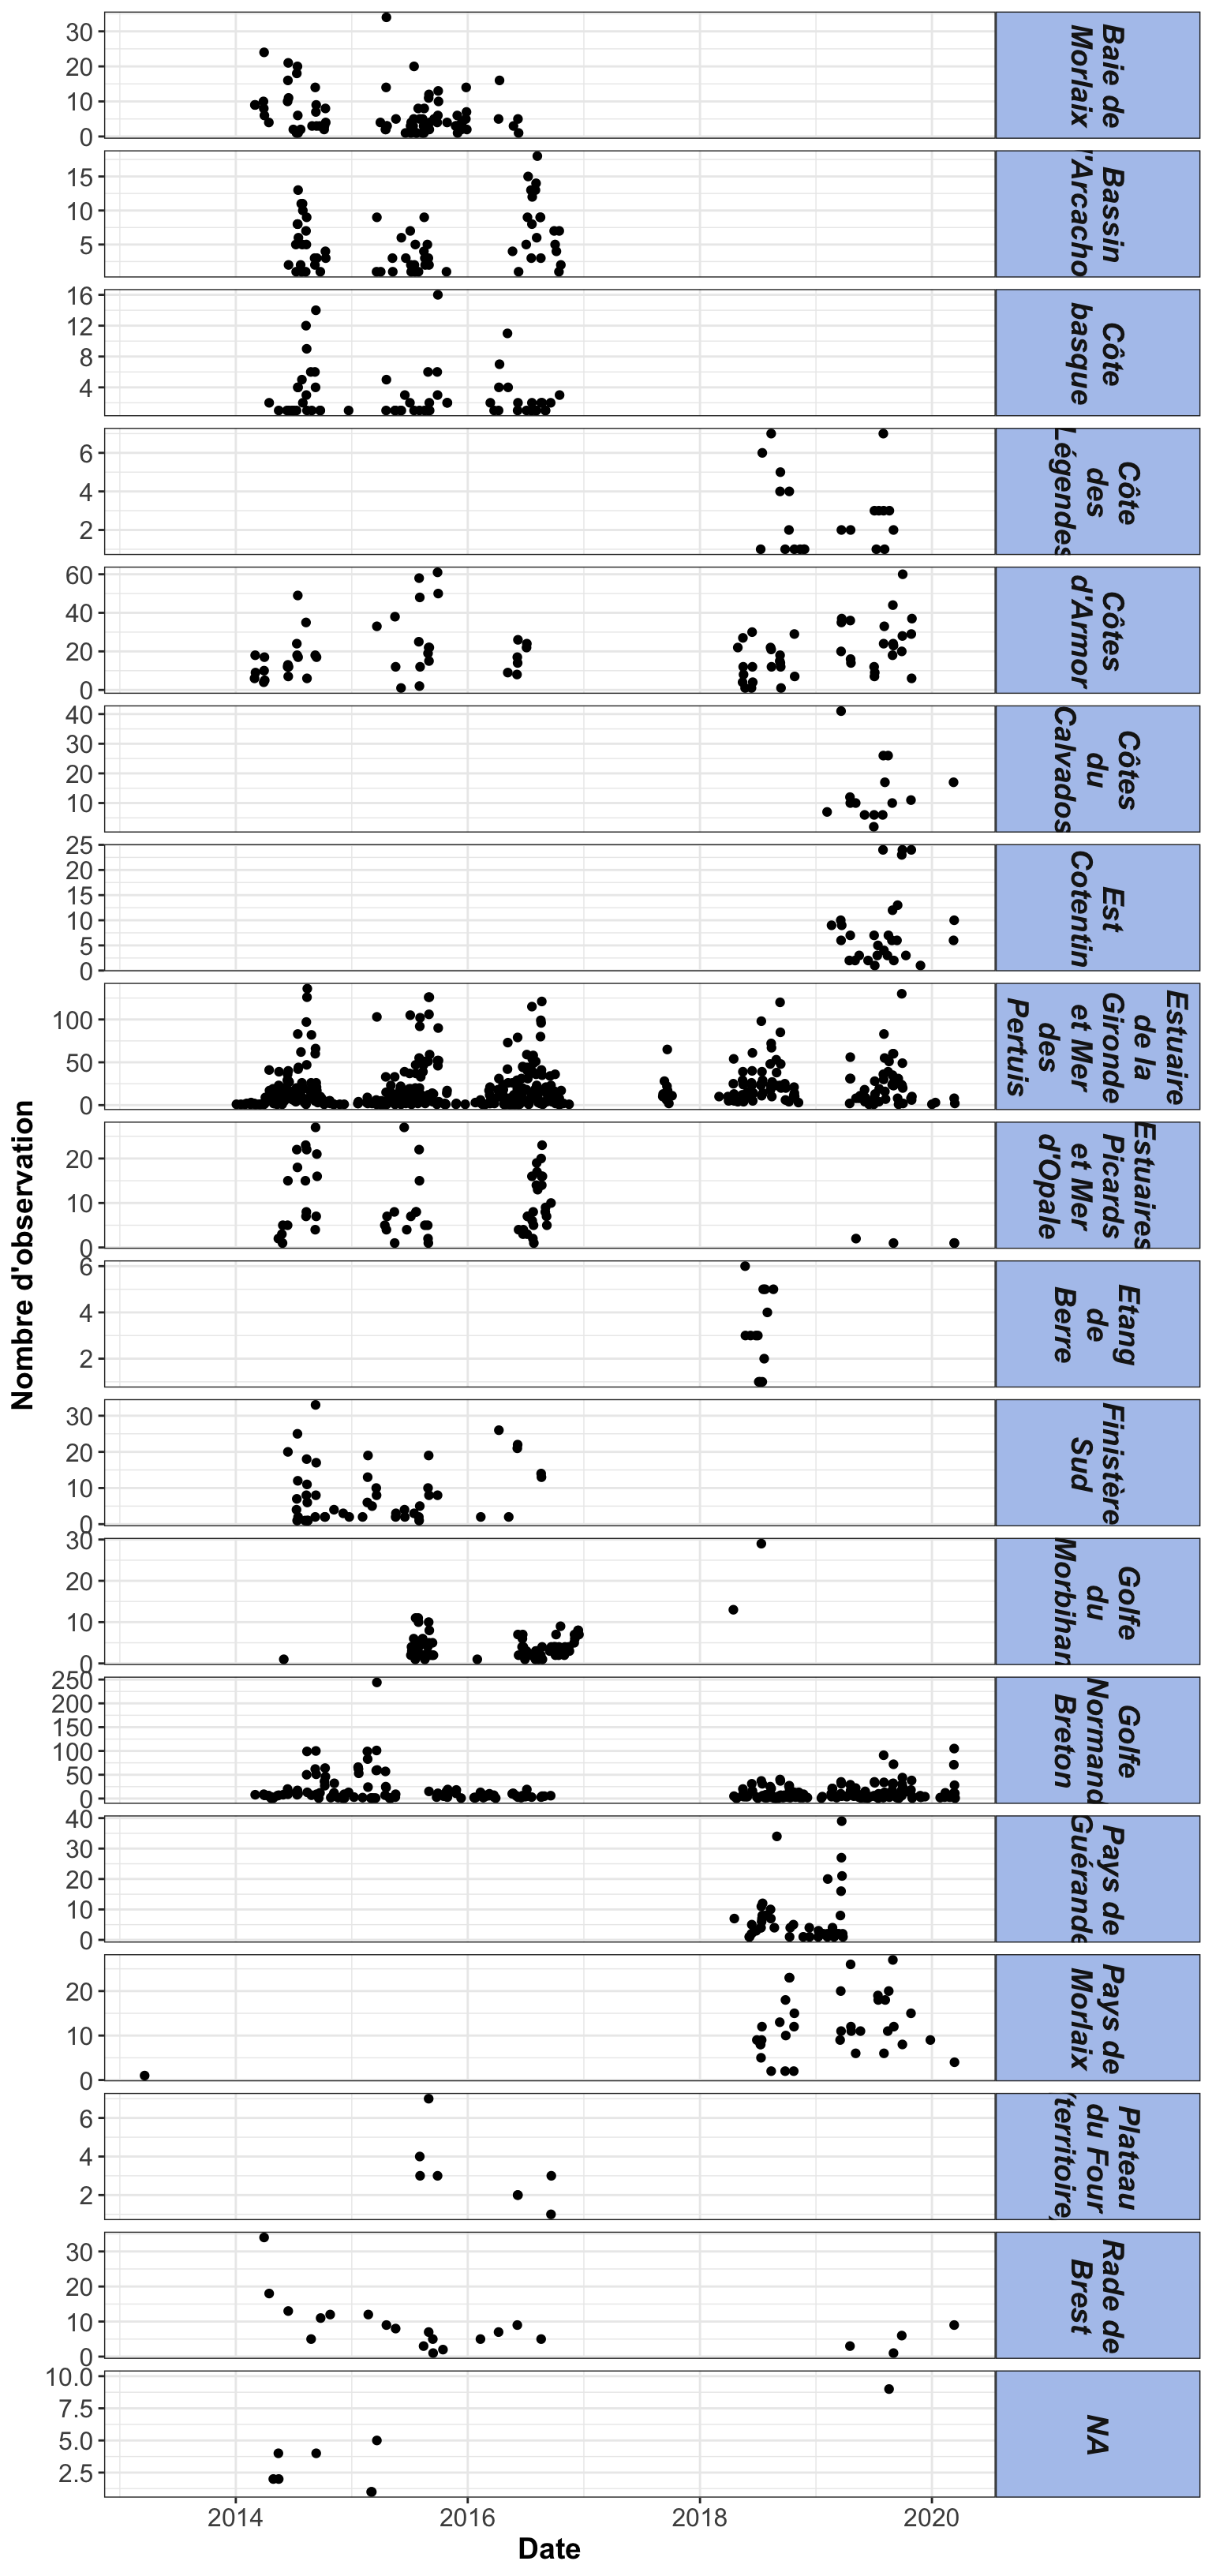 Nombre d'observation
30
20
10
0
Baie de
Morlaix
15
10
5
Bassin
d'Arcacho
16
12
8
4
Côte
basque
6
4
2
Côte
des
Légendes
60
40
20
0
Côtes
d'Armor
40
30
20
10
Côtes
du
Calvados
25
20
15
10
5
0
Est
Cotentin
100
50
0
Estuaire
de la
Gironde
et Mer
des
Pertuis
20
10
0
Estuaires
Picards
et Mer
d'Opale
6
4
2
Etang
de
Berre
30
20
10
0
Finistère
Sud
30
20
10
0
Golfe
du
Morbihan
250
200
150
100
50
0
Golfe
Normand
Breton
40
30
20
10
0
Pays de
Guérande
20
10
0
Pays de
Morlaix
6
4
2
Plateau
du Four
(territoire
30
20
10
0
Rade de
Brest
10.0
7.5
5.0
2.5
NA
2014
2016
2018
2020
Date